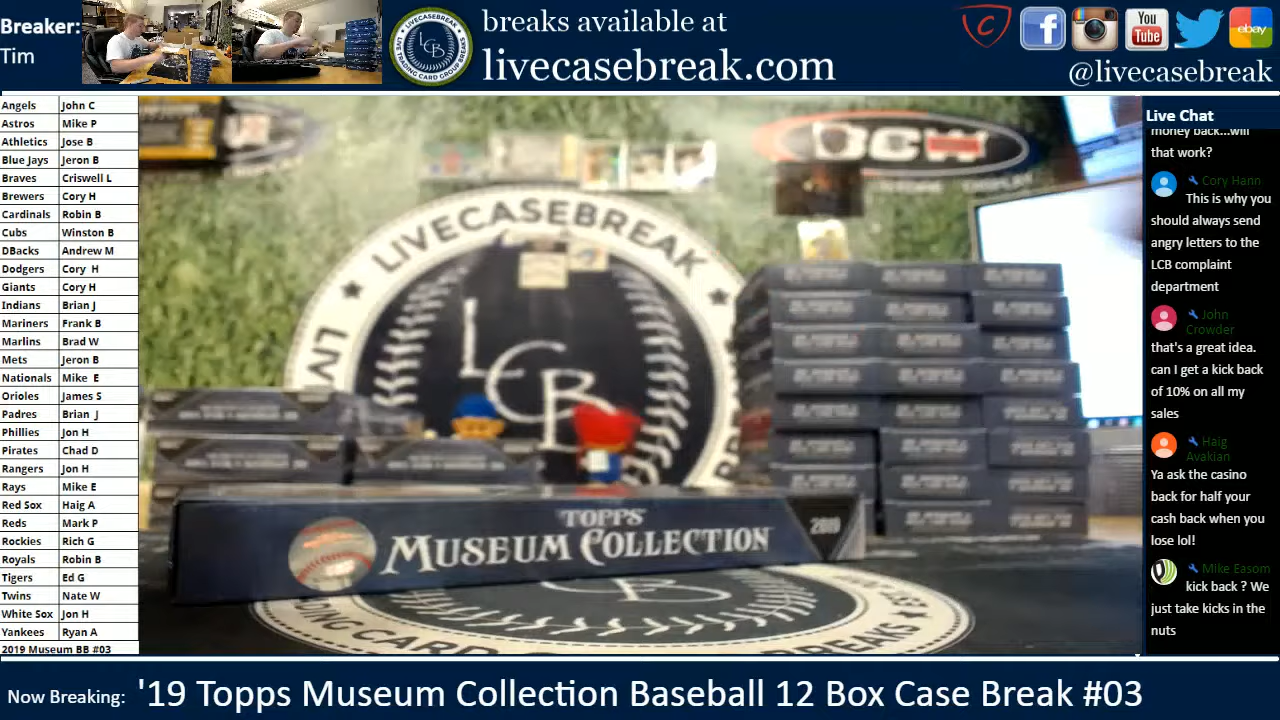 Breaker:
Tim
breaks available at
livecasebreak.com
LCB
f
You
Tube
ebay
@livecasebreak
Angels John C
Astros Mike P
Athletics Jose B
Blue Jays Jeron B
Braves Criswell L
Brewers Cory H
Cardinals Robin B
Cubs Winston B
DBacks Andrew M
Dodgers Cory H
Giants Cory H
Indians Brian J
Mariners Frank B
Marlins Brad W
Mets Jeron B
Nationals Mike E
Orioles James S
Padres Brian J
Phillies Jon H
Pirates Chad D
Rangers Jon H
Rays Mike E
Red Sox Haig A
Reds Mark P
Rockies Rich G
Royals Robin B
Tigers Ed G
Twins Nate W
White Sox Jon H
Yankees Ryan A
2019 Museum BB #03
BCW
LIVECASEBREAK
LCB
TOPPS
MUSEUM COLLECTION
2019
Live Chat
money back...will
that work?
Cory Hann
This is why you
should always send
angry letters to the
LCB complaint
department
John
Crowder
that's a great idea.
can I get a kick back
of 10% on all my
sales
Haig
Avakian
Ya ask the casino
back for half your
cash back when you
lose lol!
Mike Easom
kick back ? We
just take kicks in the
nuts
Now Breaking: '19 Topps Museum Collection Baseball 12 Box Case Break #03